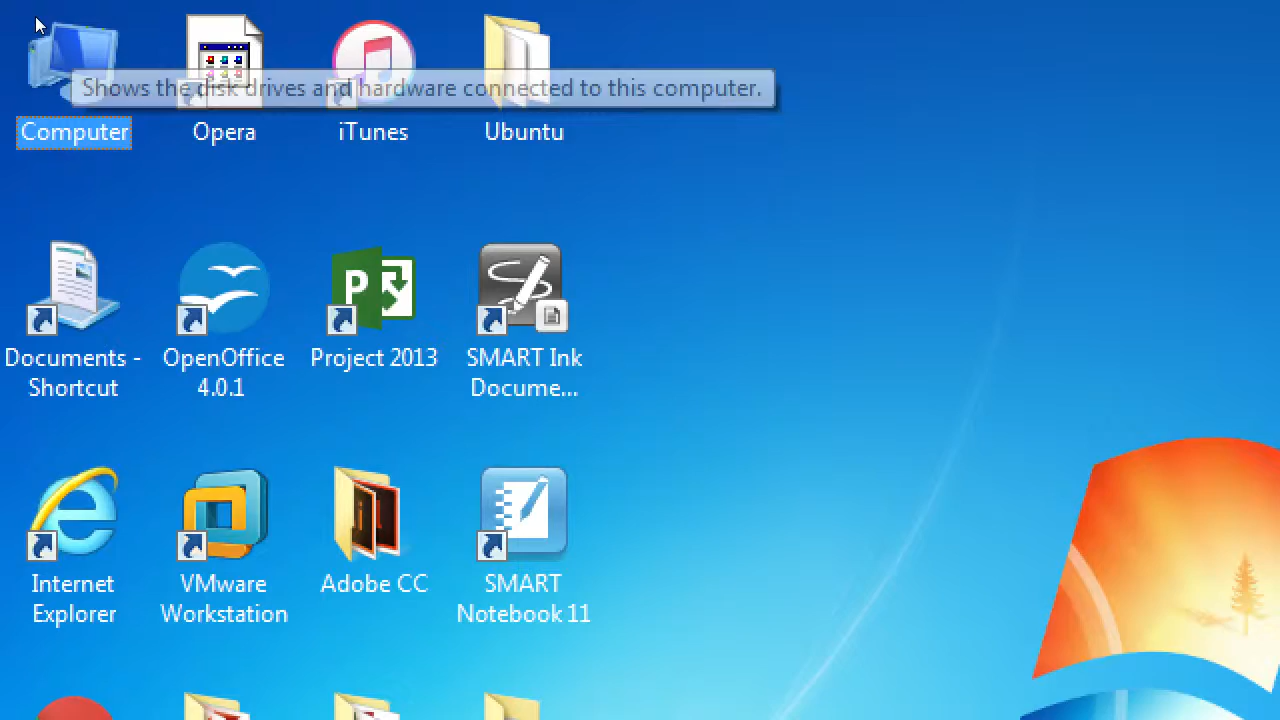 Shows the disk drives and hardware connected to this computer.
Computer
Opera
iTunes
Ubuntu
Documents -
Shortcut
OpenOffice
4.0.1
P
Project 2013
SMART Ink
Docume...
Internet
Explorer
VMware
Workstation
Adobe CC
SMART
Notebook 11